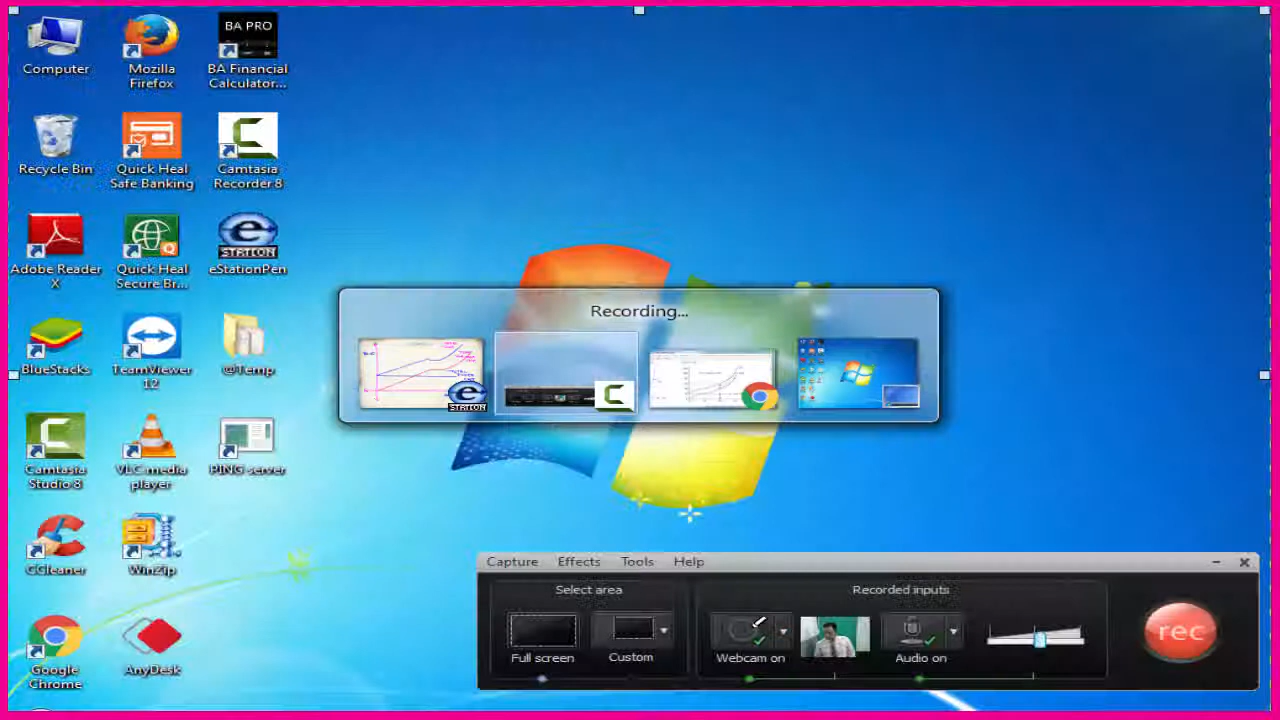 Computer
Mozilla
Firefox
BA PRO
BA Financial
Calculator...
Recycle Bin
Quick Heal
Safe Banking
Camtasia
Recorder 8
Adobe Reader
X
Quick Heal
Secure Br...
STATION
eStationPen
Recording...
STATION
BlueStacks
TeamViewer
12
@Temp
Camtasia
Studio 8
VLC media
player
PING server
CCleaner
WinZip
Google
Chrome
AnyDesk
Capture Effects Tools Help
Select area
Recorded inputs
Full screen
Custom
Webcam on
Audio on
rec